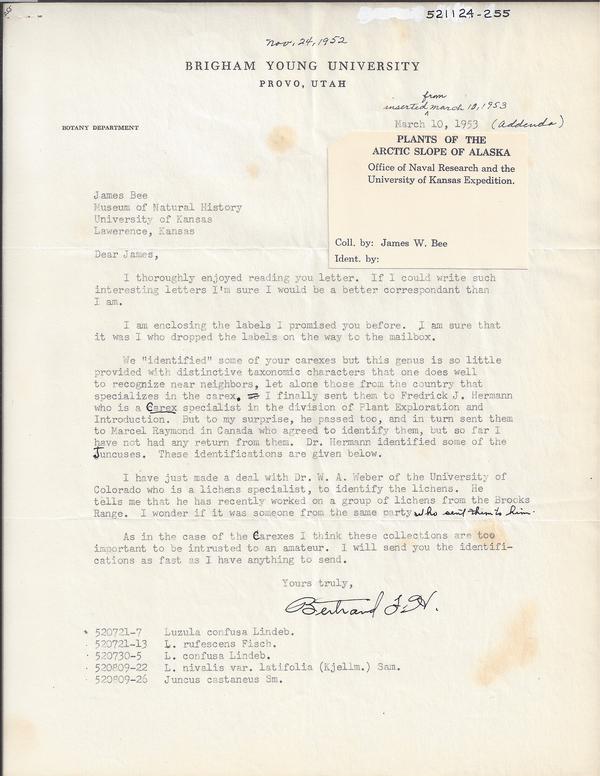 521124-255
Nov. 24, 1952
BRIGHAM YOUNG UNIVERSITY
PROVO, UTAH
from
inserted march 10, 1953
BOTANY DEPARTMENT
March 10, 1953 (addenda)
PLANTS OF THE
ARCTIC SLOPE OF ALASKA
Office of Naval Research and the
University of Kansas Expedition.
Coll. by: James W. Bee
Ident. by:
James Bee
Museum of Natural History
University of Kansas
Lawerence, Kansas
Dear James,
I thoroughly enjoyed reading you letter. If I could write such
interesting letters I'm sure I would be a better correspondant than
I am.
I am enclosing the labels I promised you before. I am sure that
it was I who dropped the labels on the way to the mailbox.
We "identified" some of your carexes but this genus is so little
provided with distinctive taxonomic characters that one does well
to recognize near neighbors, let alone those from the country that
specializes in the carex. I finally sent them to Fredrick J. Hermann
who is a Carex specialist in the division of Plant Exploration and
Introduction. But to my surprise, he passed too, and in turn sent them
to Marcel Raymond in Canada who agreed to identify them, but so far I
have not had any return from them. Dr. Hermann identified some of the
Juncuses. These identifications are given below.
I have just made a deal with Dr. W. A. Weber of the University of
Colorado who is a lichens specialist, to identify the lichens. He
tells me that he has recently worked on a group of lichens from the Brooks
Range. I wonder if it was someone from the same party who sent them to him.
As in the case of the Carexes I think these collections are too
important to be intrusted to an amateur. I will send you the identifi-
cations as fast as I have anything to send.
Yours truly,
Bertrand F. H.
520721-7 Luzula confusa Lindeb.
520721-13 L. rufescens Fisch.
520730-5 L. confusa Lindeb.
520809-22 L. nivalis var. latifolia (Kjellm.) Sam.
520809-26 Juncus castaneus Sm.